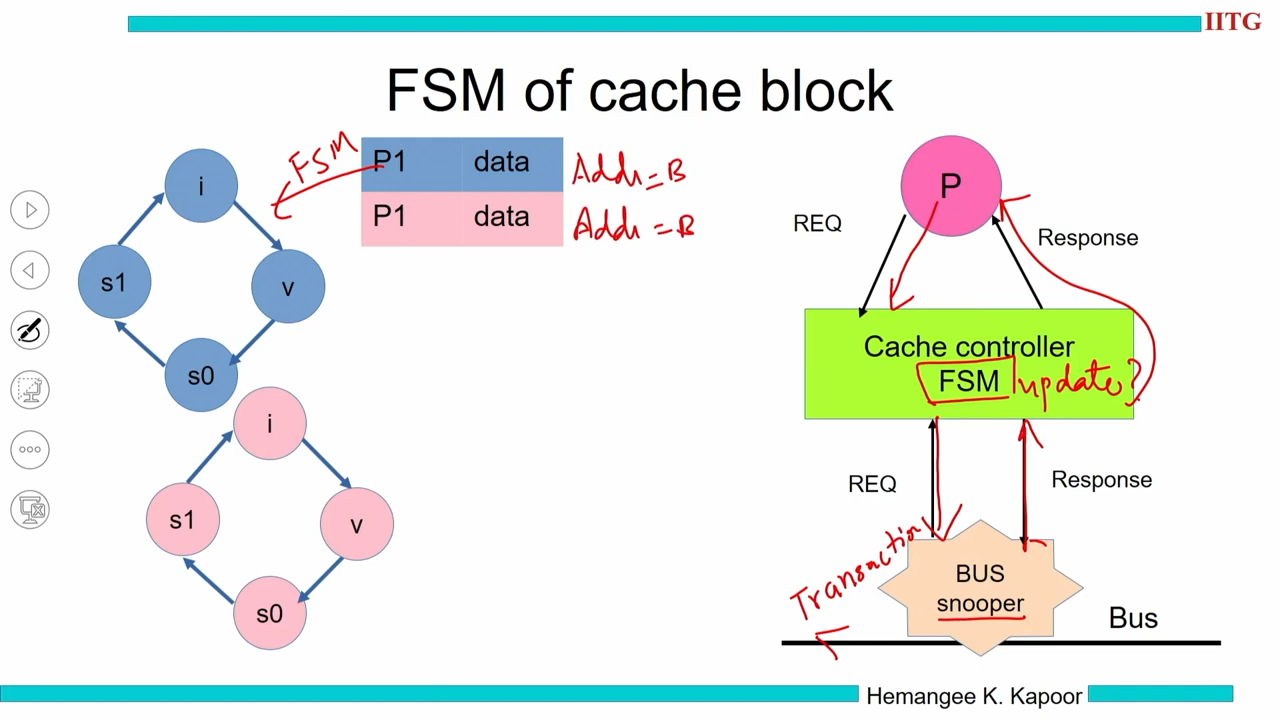 IITG
FSM of cache block
FSM
P1 data Addr = B
P1 data Addr = B
i
s1
v
s0
i
s1
v
s0
P
REQ
Response
Cache controller
FSM update?
REQ
Response
Transaction
BUS
snooper
Bus
Hemangee K. Kapoor